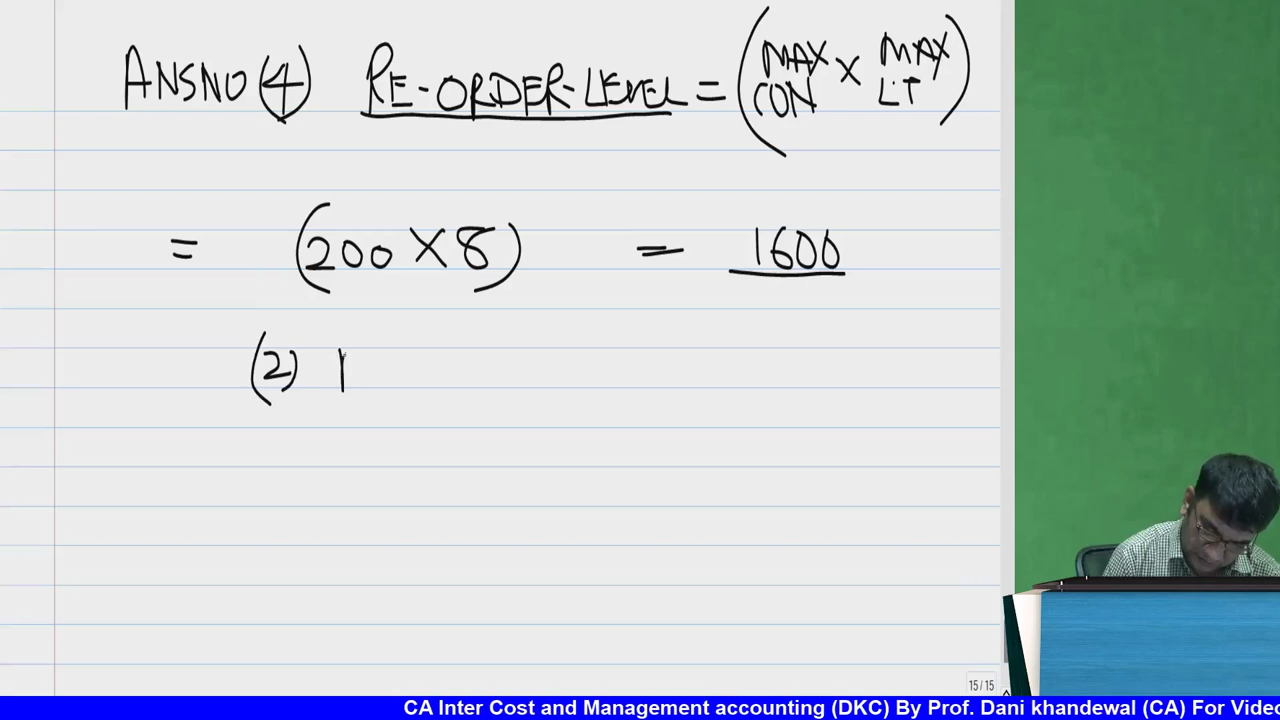 ANSNO (4) RE-ORDER-LEVEL = (MAX CON × MAX LT)
= (200 × 8) = 1600
(2)
15/15
CA Inter Cost and Management accounting (DKC) By Prof. Dani khandewal (CA) For Vide